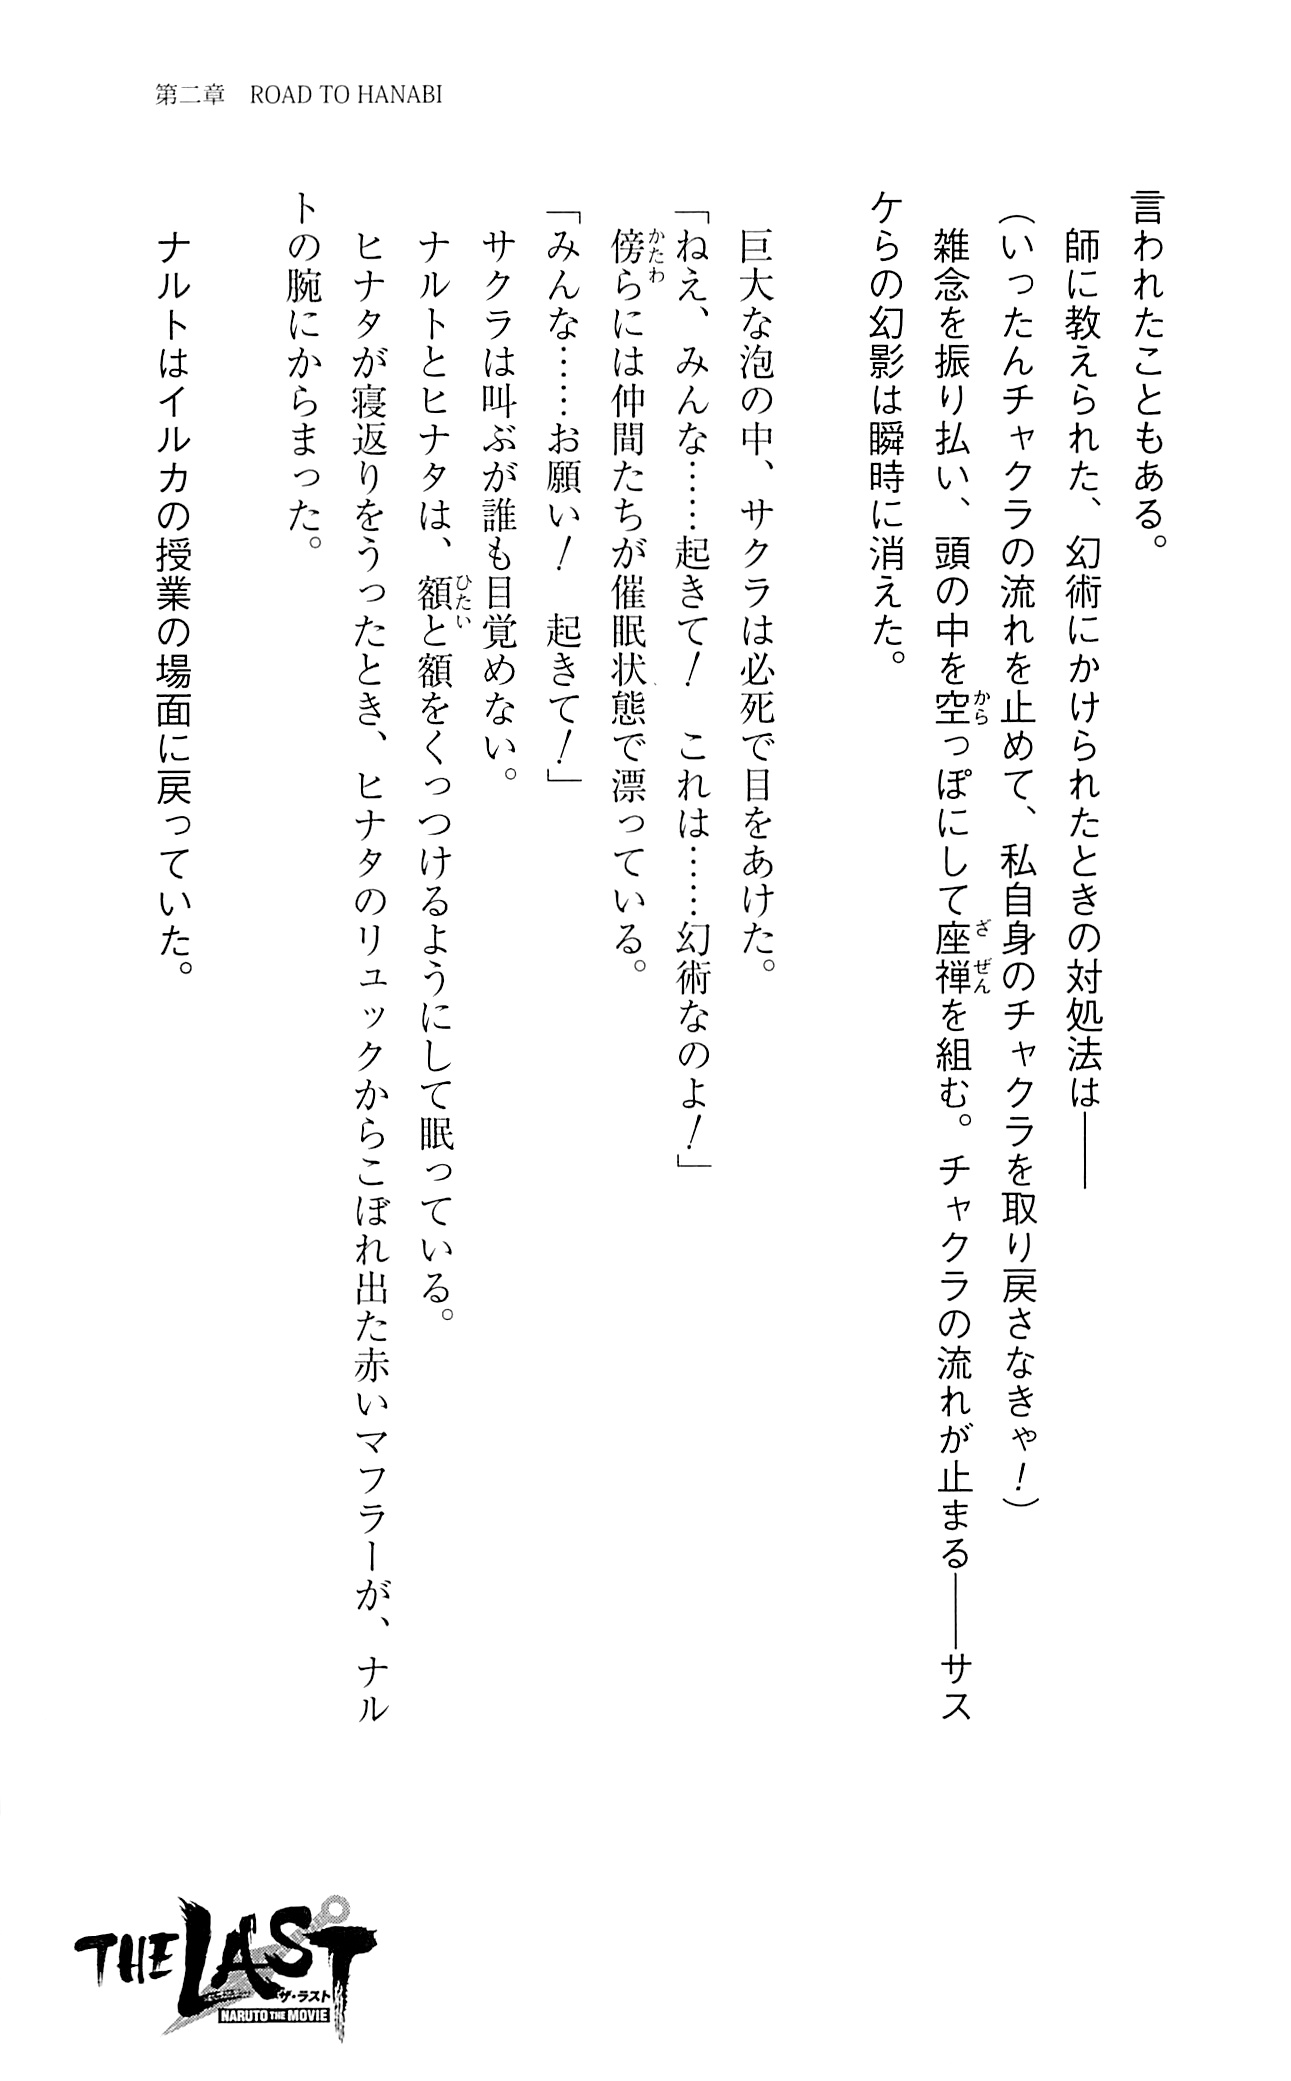 第二章　ROAD TO HANABI
言われたこともある。
師に教えられた、幻術にかけられたときの対処法は――
（いったんチャクラの流れを止めて、私自身のチャクラを取り戻さなきゃ！）
雑念を振り払い、頭の中を空からっぽにして座ざ禅ぜんを組む。チャクラの流れが止まる――サス
ケらの幻影は瞬時に消えた。
巨大な泡の中、サクラは必死で目をあけた。
「ねえ、みんな……起きて！　これは……幻術なのよ！」
傍かたわらには仲間たちが催眠状態で漂っている。
「みんな……お願い！　起きて！」
サクラは叫ぶが誰も目覚めない。
ナルトとヒナタは、額ひたいと額をくっつけるようにして眠っている。
ヒナタが寝返りをうったとき、ヒナタのリュックからこぼれ出た赤いマフラーが、ナル
トの腕にからまった。
ナルトはイルカの授業の場面に戻っていた。
THE LAST
ザ・ラスト
NARUTO THE MOVIE